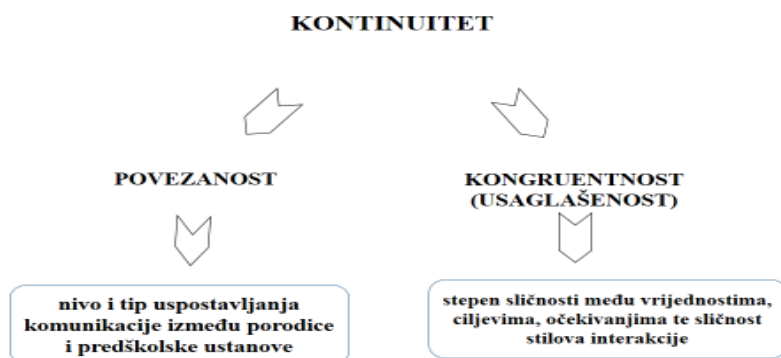 KONTINUITET
POVEZANOST
nivo i tip uspostavljanja
komunikacije između porodice
i predškolske ustanove
KONGRUENTNOST
(USAGLAŠENOST)
stepen sličnosti među vrijednostima,
ciljevima, očekivanjima te sličnost
stilova interakcije